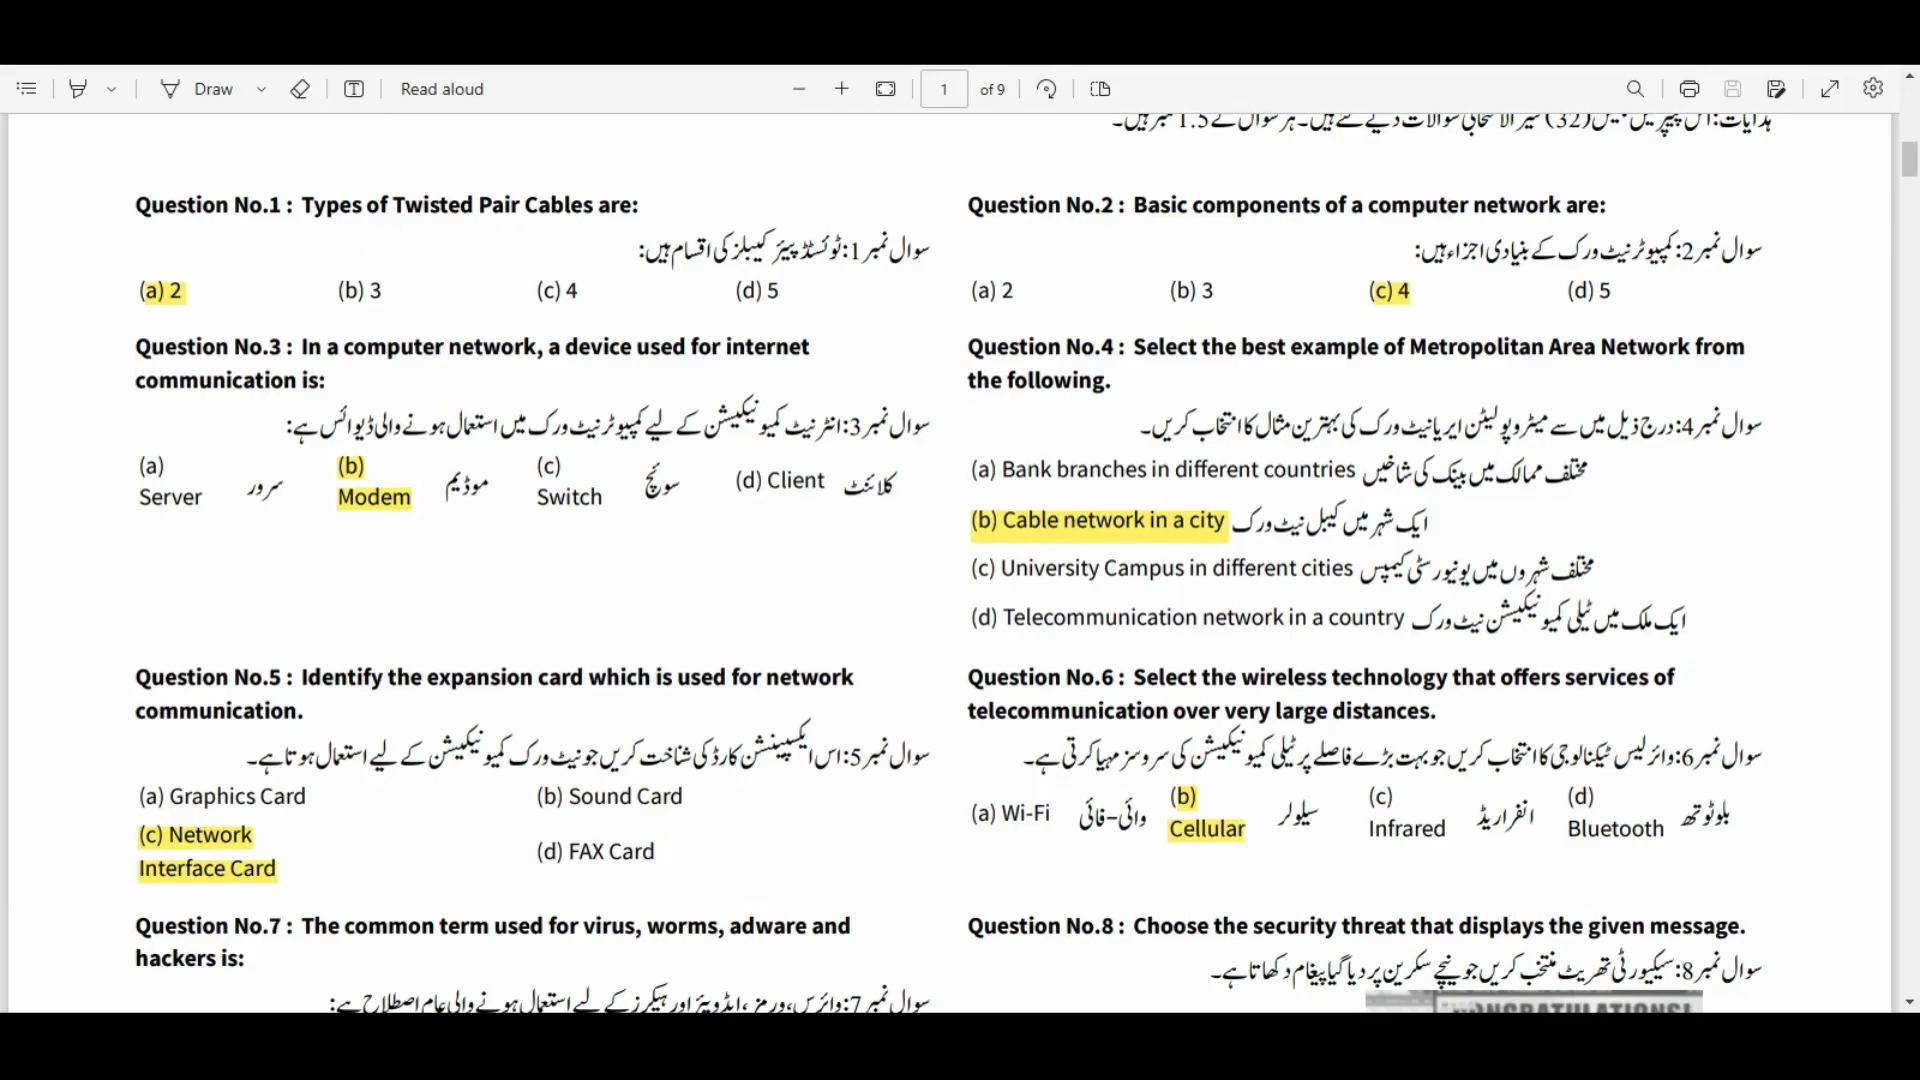 Draw
Read aloud
1 of 9
ہدایات: اس پیپر میں (32) کثیر الانتخابی سوالات دیے گئے ہیں۔ ہر سوال کے 1.5 نمبر ہیں۔
Question No.1 : Types of Twisted Pair Cables are:
سوال نمبر 1: ٹوئسٹڈ پیئر کیبلز کی اقسام ہیں:
(a) 2 (b) 3 (c) 4 (d) 5
Question No.2 : Basic components of a computer network are:
سوال نمبر 2: کمپیوٹر نیٹ ورک کے بنیادی اجزاء ہیں:
(a) 2 (b) 3 (c) 4 (d) 5
Question No.3 : In a computer network, a device used for internet
communication is:
سوال نمبر 3: انٹرنیٹ کمیونیکیشن کے لیے کمپیوٹر نیٹ ورک میں استعمال ہونے والی ڈیوائس ہے:
(a) Server سرور (b) Modem موڈیم (c) Switch سوئچ (d) Client کلائنٹ
Question No.4 : Select the best example of Metropolitan Area Network from
the following.
سوال نمبر 4: درج ذیل میں سے میٹروپولیٹن ایریا نیٹ ورک کی بہترین مثال کا انتخاب کریں۔
(a) Bank branches in different countries مختلف ممالک میں بینک کی شاخیں
(b) Cable network in a city ایک شہر میں کیبل نیٹ ورک
(c) University Campus in different cities مختلف شہروں میں یونیورسٹی کیمپس
(d) Telecommunication network in a country ایک ملک میں ٹیلی کمیونیکیشن نیٹ ورک
Question No.5 : Identify the expansion card which is used for network
communication.
سوال نمبر 5: اس ایکسپینشن کارڈ کی شناخت کریں جو نیٹ ورک کمیونیکیشن کے لیے استعمال ہوتا ہے۔
(a) Graphics Card (b) Sound Card
(c) Network
Interface Card (d) FAX Card
Question No.6 : Select the wireless technology that offers services of
telecommunication over very large distances.
سوال نمبر 6: وائرلیس ٹیکنالوجی کا انتخاب کریں جو بہت بڑے فاصلے پر ٹیلی کمیونیکیشن کی سروسز مہیا کرتی ہے۔
(a) Wi-Fi وائی-فائی (b) Cellular سیلولر (c) Infrared انفراریڈ (d) Bluetooth بلوٹوتھ
Question No.7 : The common term used for virus, worms, adware and
hackers is:
سوال نمبر 7: وائرس، ورمز، ایڈویئر اور ہیکرز کے لیے استعمال ہونے والی عام اصطلاح ہے:
Question No.8 : Choose the security threat that displays the given message.
سوال نمبر 8: سیکیورٹی تھریٹ منتخب کریں جو نیچے سکرین پر دیا گیا پیغام دکھاتا ہے۔
CONGRATULATIONS!